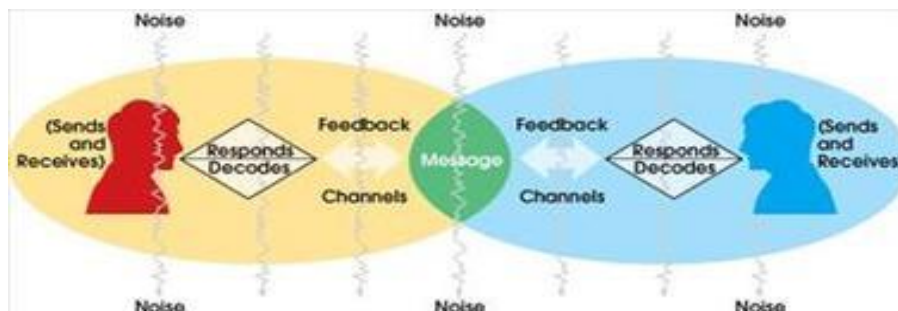 Noise
Noise
Noise
(Sends
and
Receives)
Responds
Decodes
Feedback
Channels
Message
Feedback
Channels
Responds
Decodes
(Sends
and
Receives)
Noise
Noise
Noise